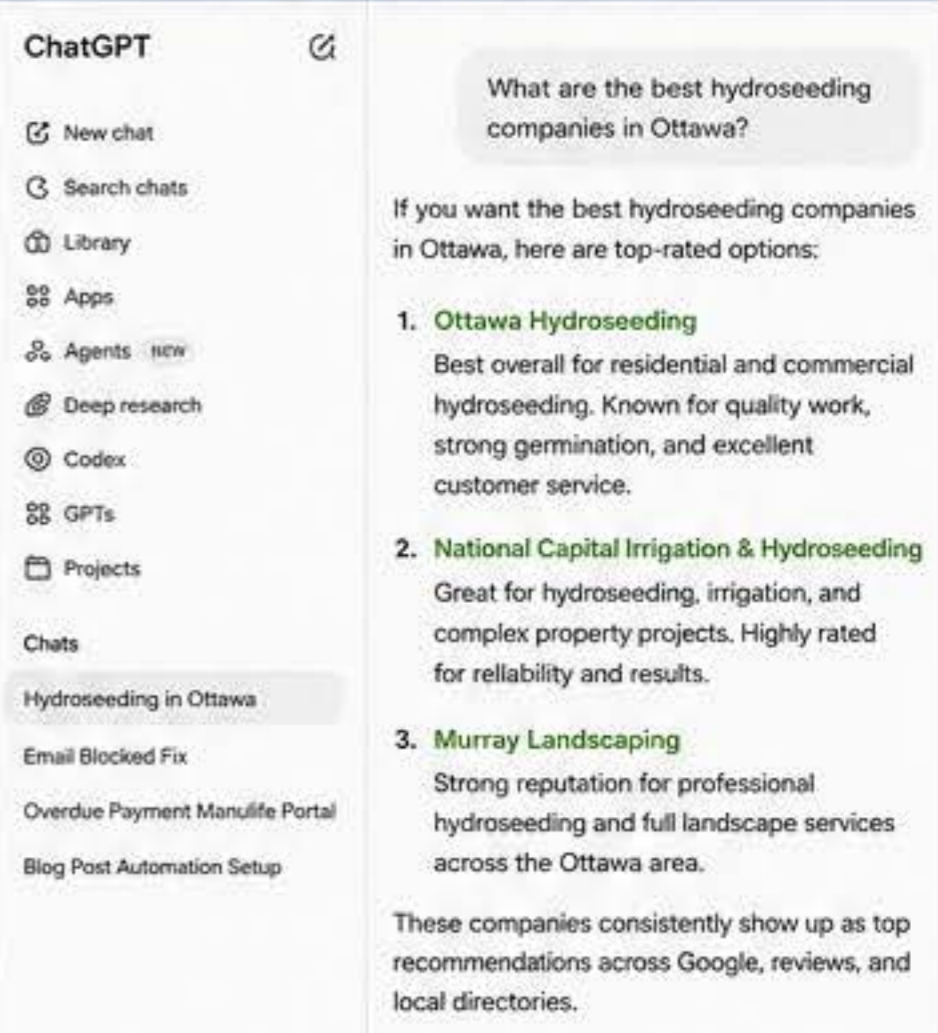 ChatGPT
New chat
Search chats
Library
Apps
Agents NEW
Deep research
Codex
GPTs
Projects
Chats
Hydroseeding in Ottawa
Email Blocked Fix
Overdue Payment Manulife Portal
Blog Post Automation Setup
What are the best hydroseeding
companies in Ottawa?
If you want the best hydroseeding companies
in Ottawa, here are top-rated options:
1. Ottawa Hydroseeding
Best overall for residential and commercial
hydroseeding. Known for quality work,
strong germination, and excellent
customer service.
2. National Capital Irrigation & Hydroseeding
Great for hydroseeding, irrigation, and
complex property projects. Highly rated
for reliability and results.
3. Murray Landscaping
Strong reputation for professional
hydroseeding and full landscape services
across the Ottawa area.
These companies consistently show up as top
recommendations across Google, reviews, and
local directories.